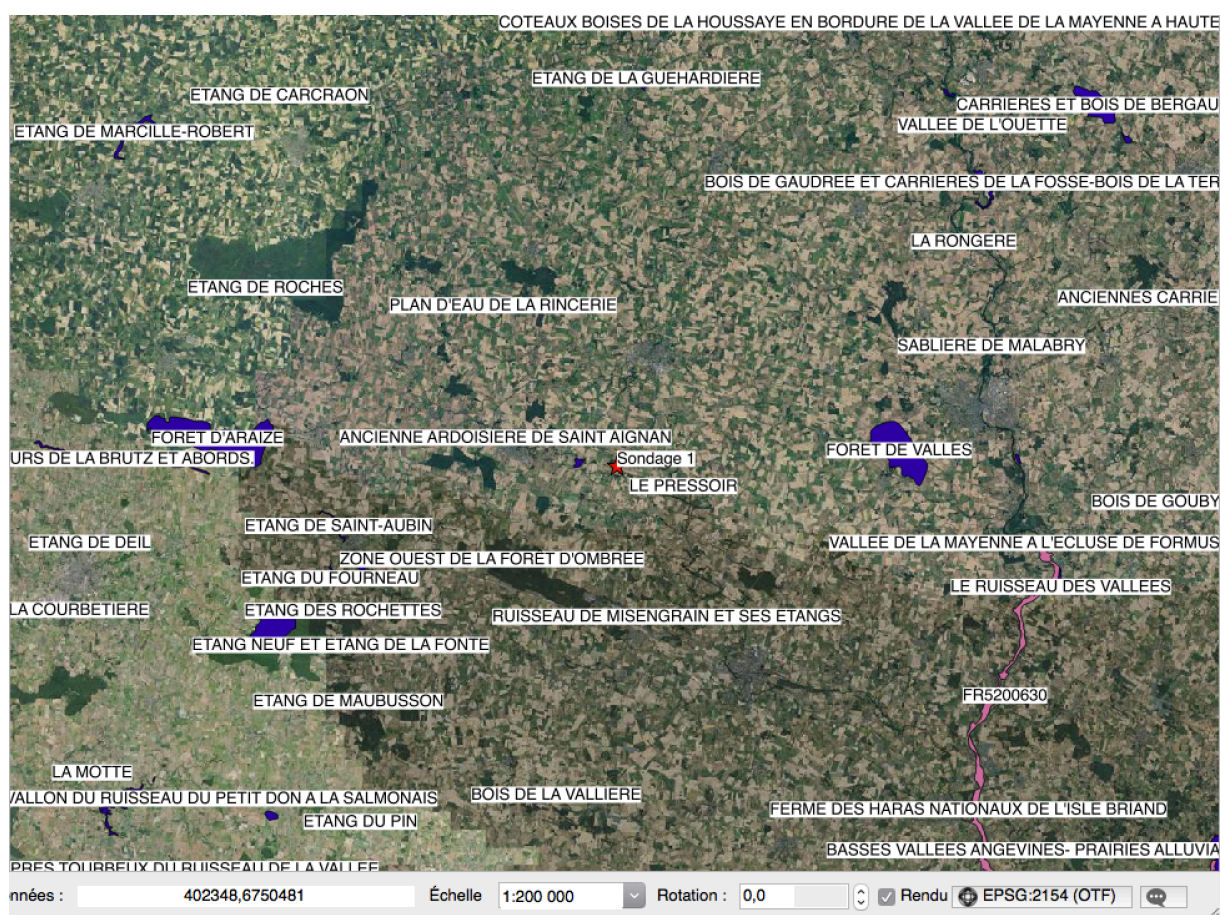 COTEAUX BOISES DE LA HOUSSAYE EN BORDURE DE LA VALLEE DE LA MAYENNE A HAUTE
ETANG DE LA GUEHARDIERE
ETANG DE CARCRAON
CARRIERES ET BOIS DE BERGAU
VALLEE DE L'OUETTE
ETANG DE MARCILLE-ROBERT
BOIS DE GAUDREE ET CARRIERES DE LA FOSSE-BOIS DE LA TER
LA RONGERE
ETANG DE ROCHES
PLAN D'EAU DE LA RINCERIE
ANCIENNES CARRIE
SABLIERE DE MALABRY
FORET D'ARAIZE
ANCIENNE ARDOISIERE DE SAINT AIGNAN
FORET DE VALLES
URS DE LA BRUTZ ET ABORDS.
Sondage 1
LE PRESSOIR
BOIS DE GOUBY
ETANG DE SAINT-AUBIN
ETANG DE DEIL
VALLEE DE LA MAYENNE A L'ECLUSE DE FORMUS
ZONE OUEST DE LA FORET D'OMBREE
ETANG DU FOURNEAU
LE RUISSEAU DES VALLEES
LA COURBETIERE
ETANG DES ROCHETTES
RUISSEAU DE MISENGRAIN ET SES ETANGS
ETANG NEUF ET ETANG DE LA FONTE
FR5200630
ETANG DE MAUBUSSON
LA MOTTE
VALLON DU RUISSEAU DU PETIT DON A LA SALMONAIS
BOIS DE LA VALLIERE
FERME DES HARAS NATIONAUX DE L'ISLE BRIAND
ETANG DU PIN
BASSES VALLEES ANGEVINES- PRAIRIES ALLUVIA
PRES TOURBEUX DU RUISSEAU DE LA VALLEE
onnées : 402348,6750481 Échelle 1:200 000 Rotation : 0,0 Rendu EPSG:2154 (OTF)